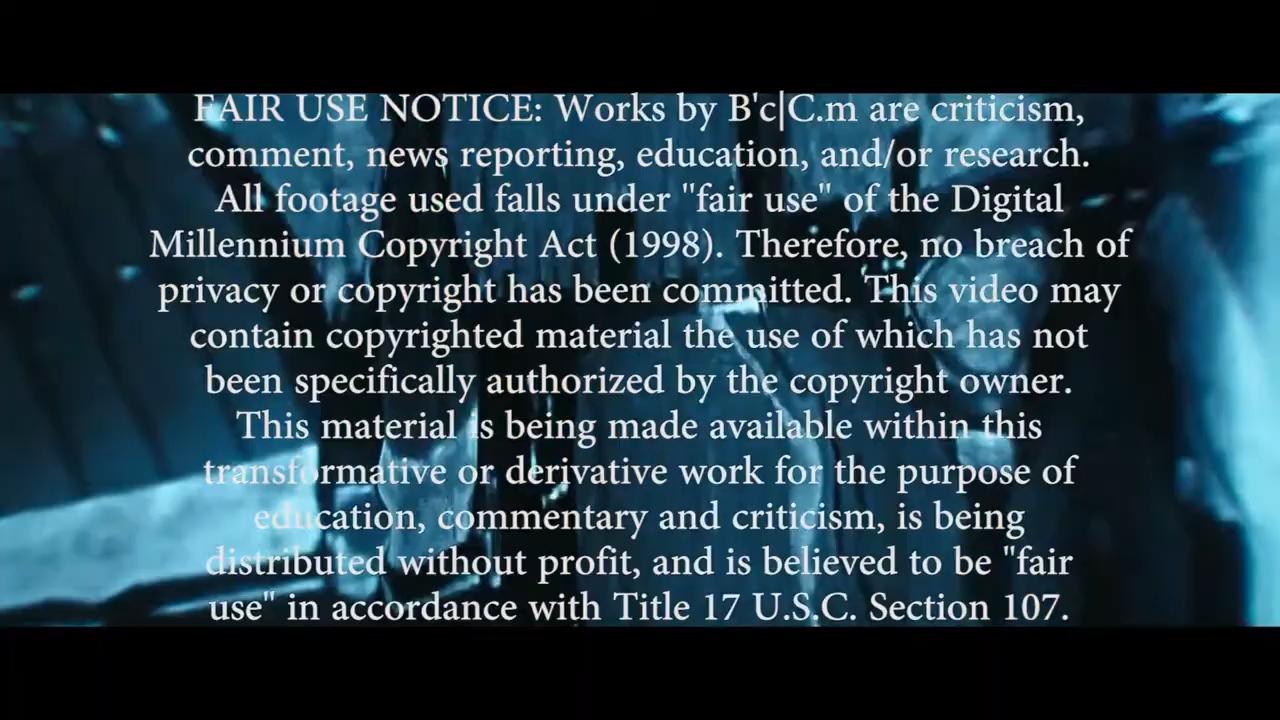 FAIR USE NOTICE: Works by B'c|C.m are criticism,
comment, news reporting, education, and/or research.
All footage used falls under "fair use" of the Digital
Millennium Copyright Act (1998). Therefore, no breach of
privacy or copyright has been committed. This video may
contain copyrighted material the use of which has not
been specifically authorized by the copyright owner.
This material is being made available within this
transformative or derivative work for the purpose of
education, commentary and criticism, is being
distributed without profit, and is believed to be "fair
use" in accordance with Title 17 U.S.C. Section 107.